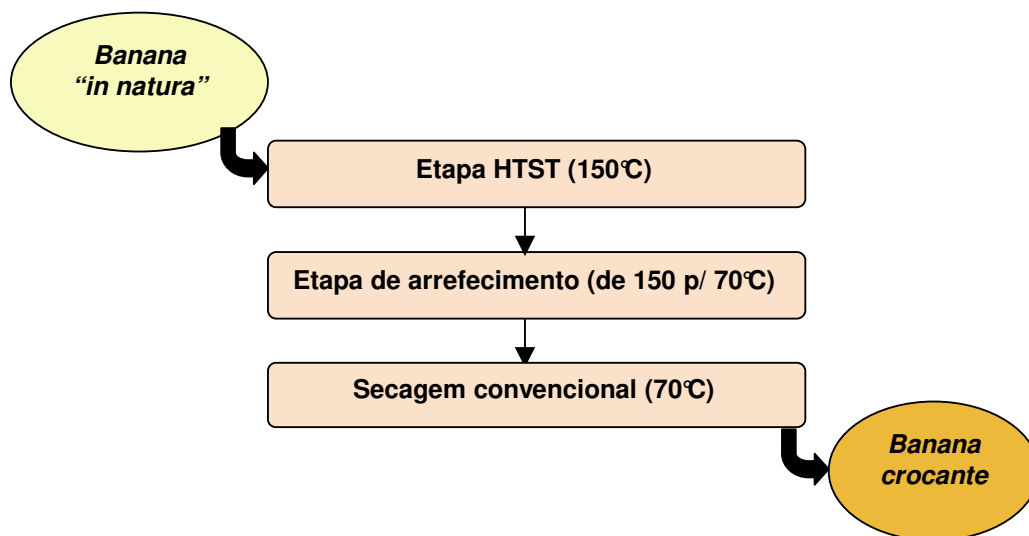 Banana
“in natura”
Etapa HTST (150°C)
Etapa de arrefecimento (de 150 p/ 70°C)
Secagem convencional (70°C)
Banana
crocante